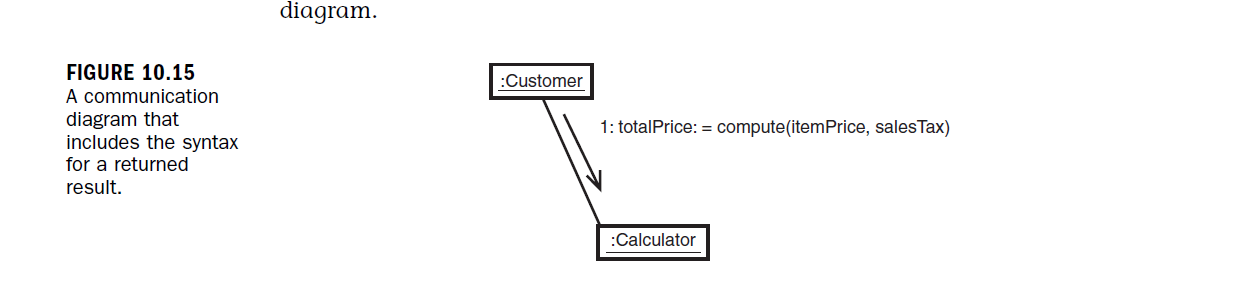 diagram.
FIGURE 10.15
A communication
diagram that
includes the syntax
for a returned
result.
:Customer
1: totalPrice: = compute(itemPrice, salesTax)
:Calculator